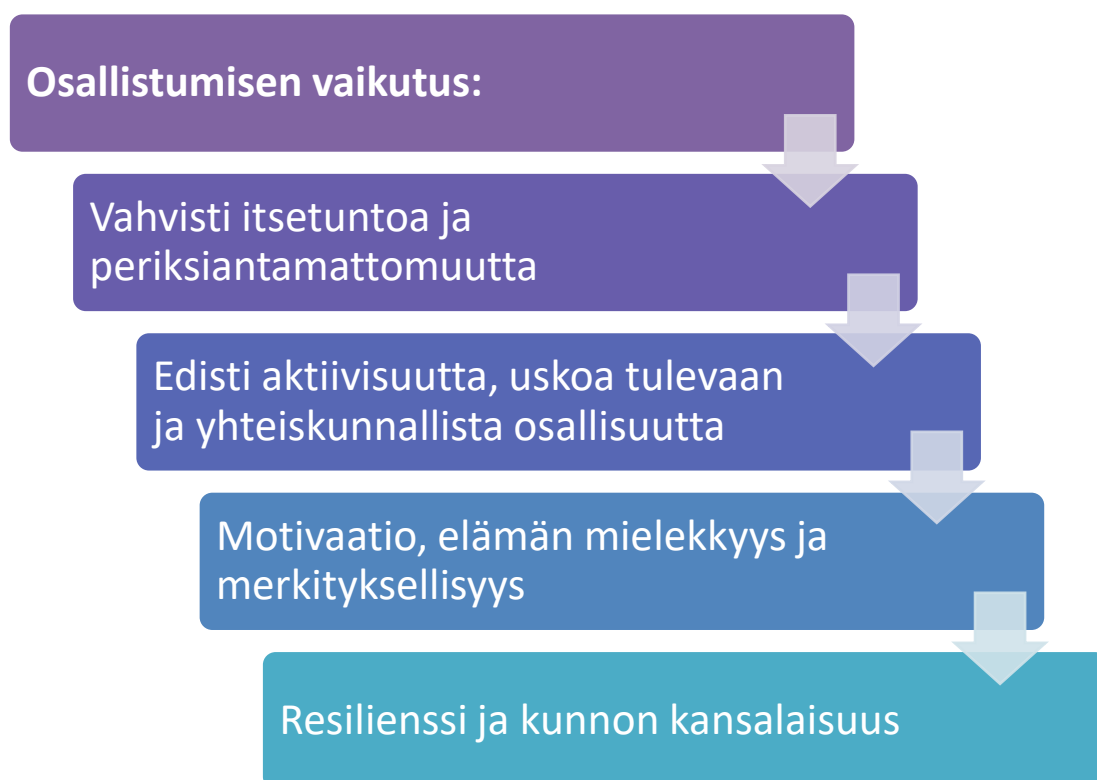 Osallistumisen vaikutus:
Vahvisti itsetuntoa ja
periksiantamattomuutta
Edisti aktiivisuutta, uskoa tulevaan
ja yhteiskunnallista osallisuutta
Motivaatio, elämän mielekkyys ja
merkityksellisyys
Resilienssi ja kunnon kansalaisuus